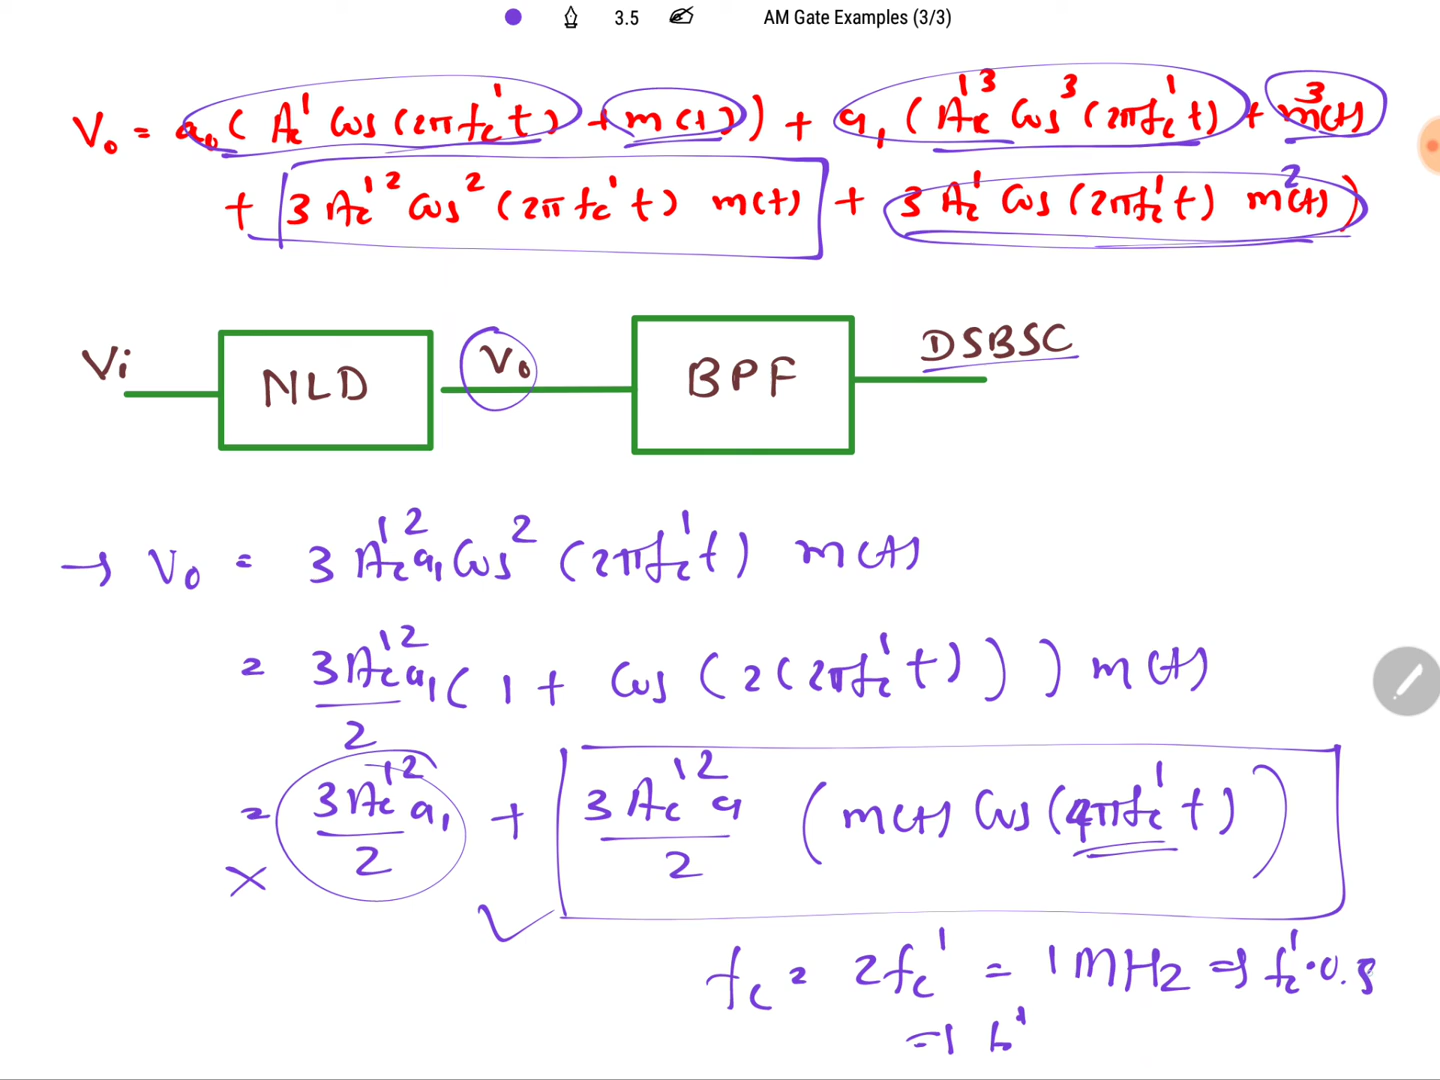 3.5 AM Gate Examples (3/3)
V₀ = a₀ ( Ac' Cos (2π fc' t) + m(t) ) + a₁ ( Ac'³ Cos³ (2π fc' t) + m³(t)
+ 3 Ac'² Cos² (2π fc' t) m(t) + 3 Ac' Cos (2π fc' t) m²(t) )
Vi NLD V₀ BPF DSBSC
→ V₀ = 3 Ac'² a₁ Cos² (2π fc' t) m(t)
= 3Ac'² a₁ / 2 ( 1 + Cos ( 2 ( 2π fc' t ) ) ) m(t)
= 3Ac'² a₁ / 2 + 3 Ac'² a / 2 ( m(t) Cos (4π fc' t) )
fc = 2fc' = 1 MHz ⇒ fc' · 0.5